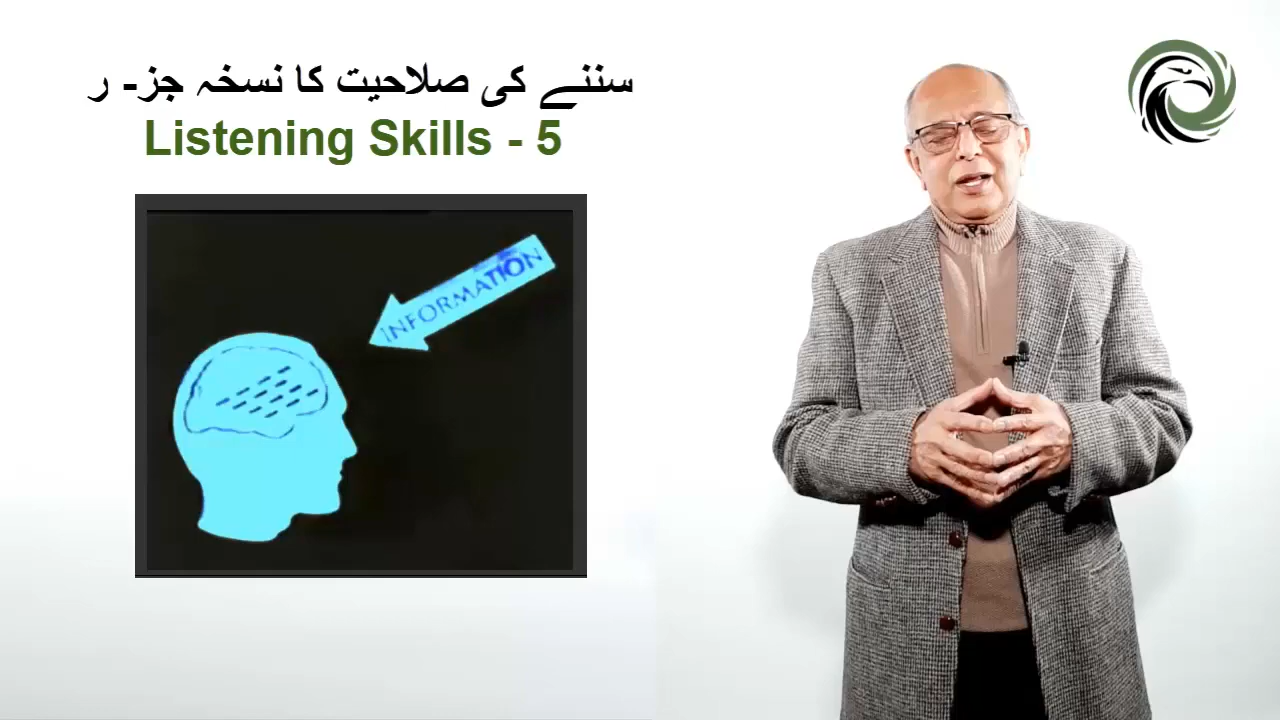 سننے کی صلاحیت کا نسخہ جز- ر
Listening Skills - 5
INFORMATION